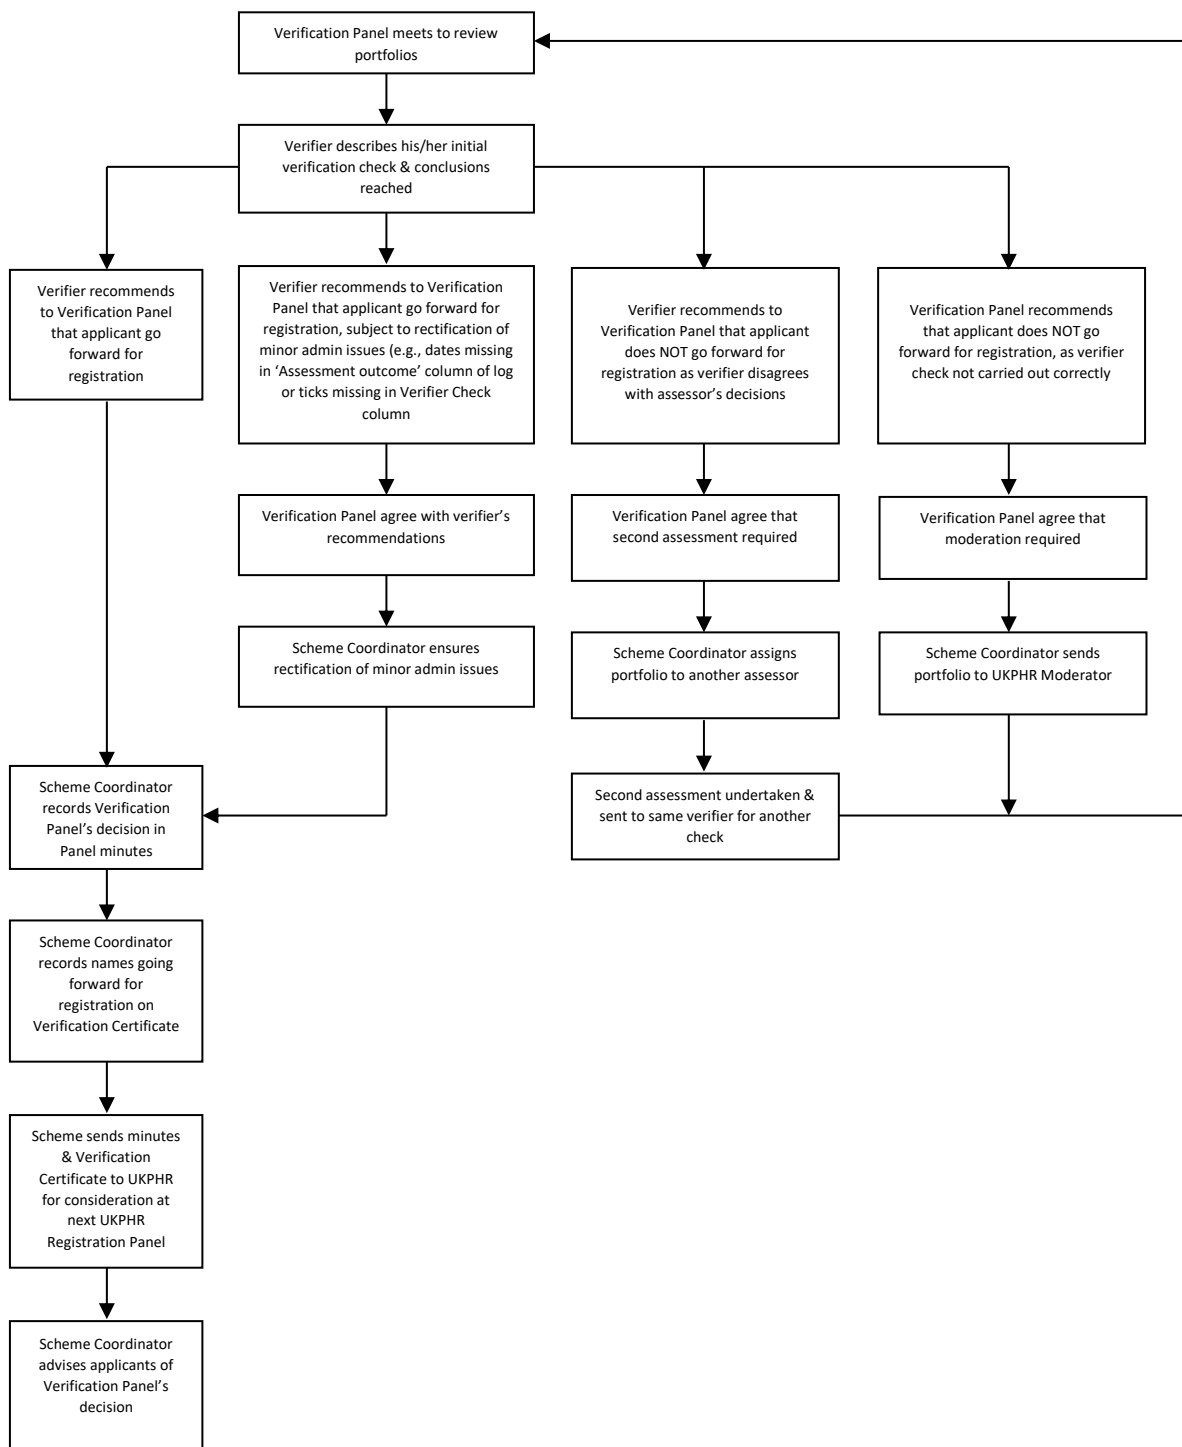 Verification Panel meets to review
portfolios
Verifier describes his/her initial
verification check & conclusions
reached
Verifier recommends
to Verification Panel
that applicant go
forward for
registration
Verifier recommends to Verification
Panel that applicant go forward for
registration, subject to rectification of
minor admin issues (e.g., dates missing
in ‘Assessment outcome’ column of log
or ticks missing in Verifier Check
column
Verifier recommends to
Verification Panel that applicant
does NOT go forward for
registration as verifier disagrees
with assessor’s decisions
Verification Panel recommends
that applicant does NOT go
forward for registration, as verifier
check not carried out correctly
Verification Panel agree with verifier’s
recommendations
Verification Panel agree that
second assessment required
Verification Panel agree that
moderation required
Scheme Coordinator ensures
rectification of minor admin issues
Scheme Coordinator assigns
portfolio to another assessor
Scheme Coordinator sends
portfolio to UKPHR Moderator
Scheme Coordinator
records Verification
Panel’s decision in
Panel minutes
Second assessment undertaken &
sent to same verifier for another
check
Scheme Coordinator
records names going
forward for
registration on
Verification Certificate
Scheme sends minutes
& Verification
Certificate to UKPHR
for consideration at
next UKPHR
Registration Panel
Scheme Coordinator
advises applicants of
Verification Panel’s
decision